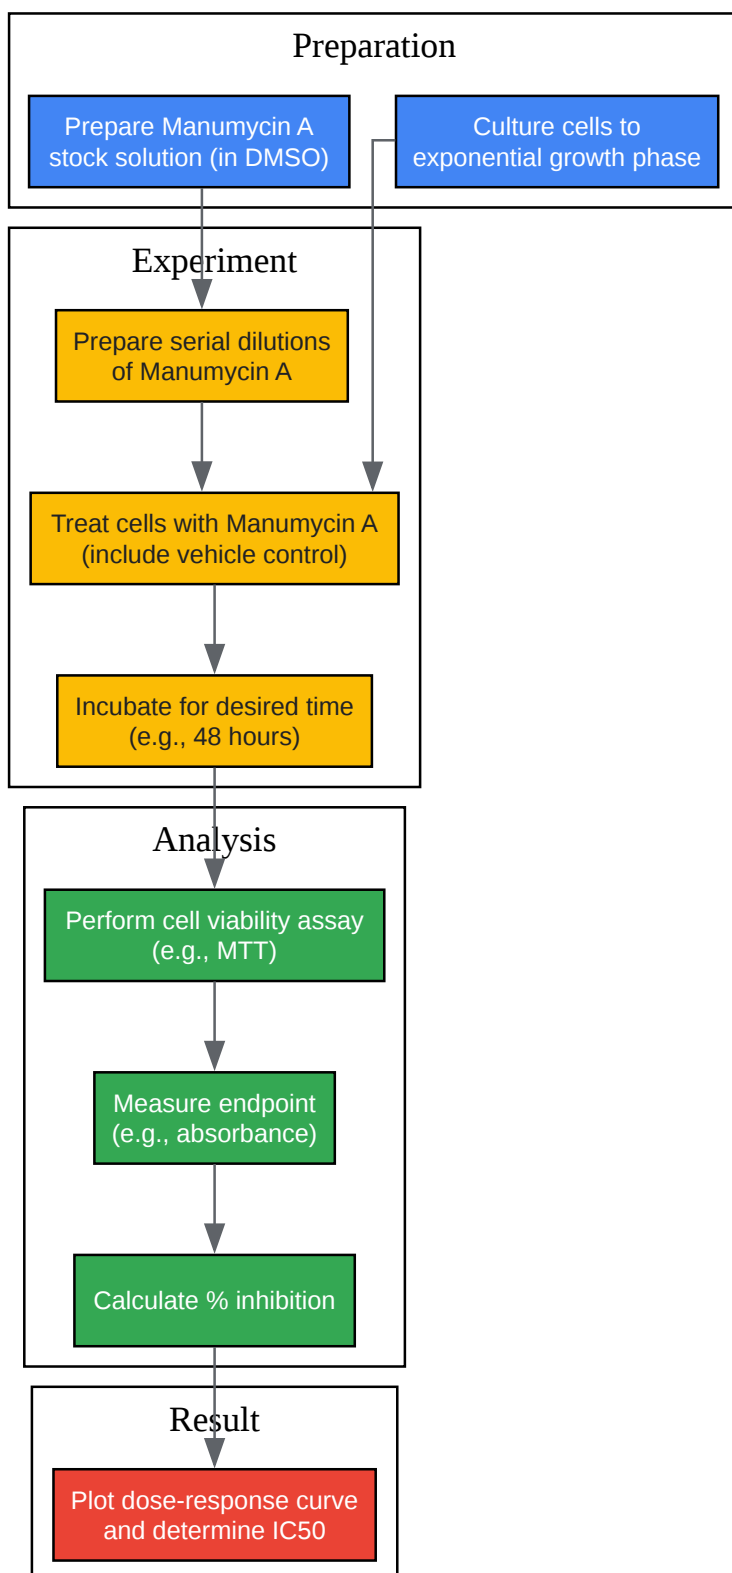 Preparation
Prepare Manumycin A
stock solution (in DMSO)
Culture cells to
exponential growth phase
Experiment
Prepare serial dilutions
of Manumycin A
Treat cells with Manumycin A
(include vehicle control)
Incubate for desired time
(e.g., 48 hours)
Analysis
Perform cell viability assay
(e.g., MTT)
Measure endpoint
(e.g., absorbance)
Calculate % inhibition
Result
Plot dose-response curve
and determine IC50